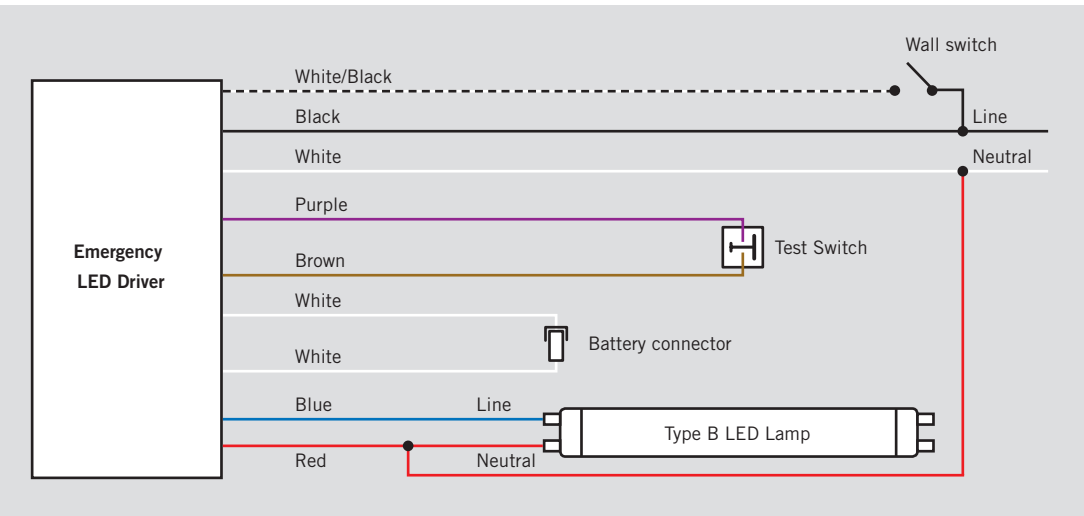 Wall switch
White/Black
Black
Line
White
Neutral
Purple
Emergency
LED Driver
Test Switch
Brown
White
Battery connector
White
Blue
Line
Type B LED Lamp
Red
Neutral